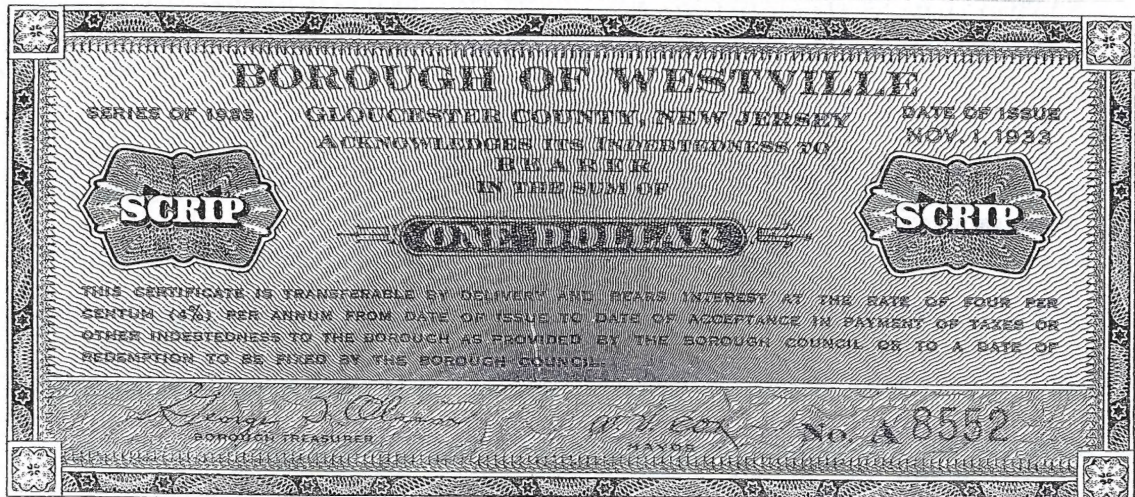 BOROUGH OF WESTVILLE
SERIES OF 1933
GLOUCESTER COUNTY, NEW JERSEY
DATE OF ISSUE
NOV. 1, 1933
ACKNOWLEDGES ITS INDEBTEDNESS TO
BEARER
IN THE SUM OF
SCRIP
SCRIP
ONE DOLLAR
THIS CERTIFICATE IS TRANSFERABLE BY DELIVERY AND BEARS INTEREST AT THE RATE OF FOUR PER
CENTUM (4%) PER ANNUM FROM DATE OF ISSUE TO DATE OF ACCEPTANCE IN PAYMENT OF TAXES OR
OTHER INDEBTEDNESS TO THE BOROUGH AS PROVIDED BY THE BOROUGH COUNCIL OR TO A DATE OF
REDEMPTION TO BE FIXED BY THE BOROUGH COUNCIL.
George
BOROUGH TREASURER
W. V. Cox
MAYOR
No. A 8552